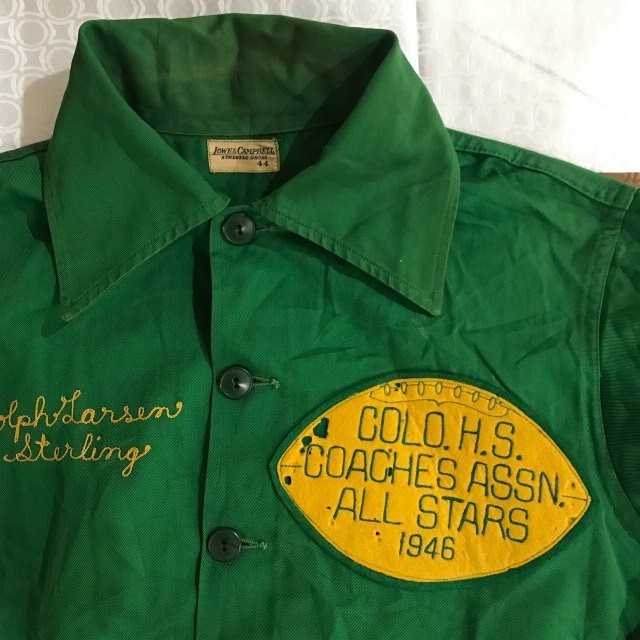 LOWE & CAMPBELL
ATHLETIC GOODS
44
olph Larsen
Sterling
COLO. H.S.
COACHES ASSN.
ALL STARS
1946